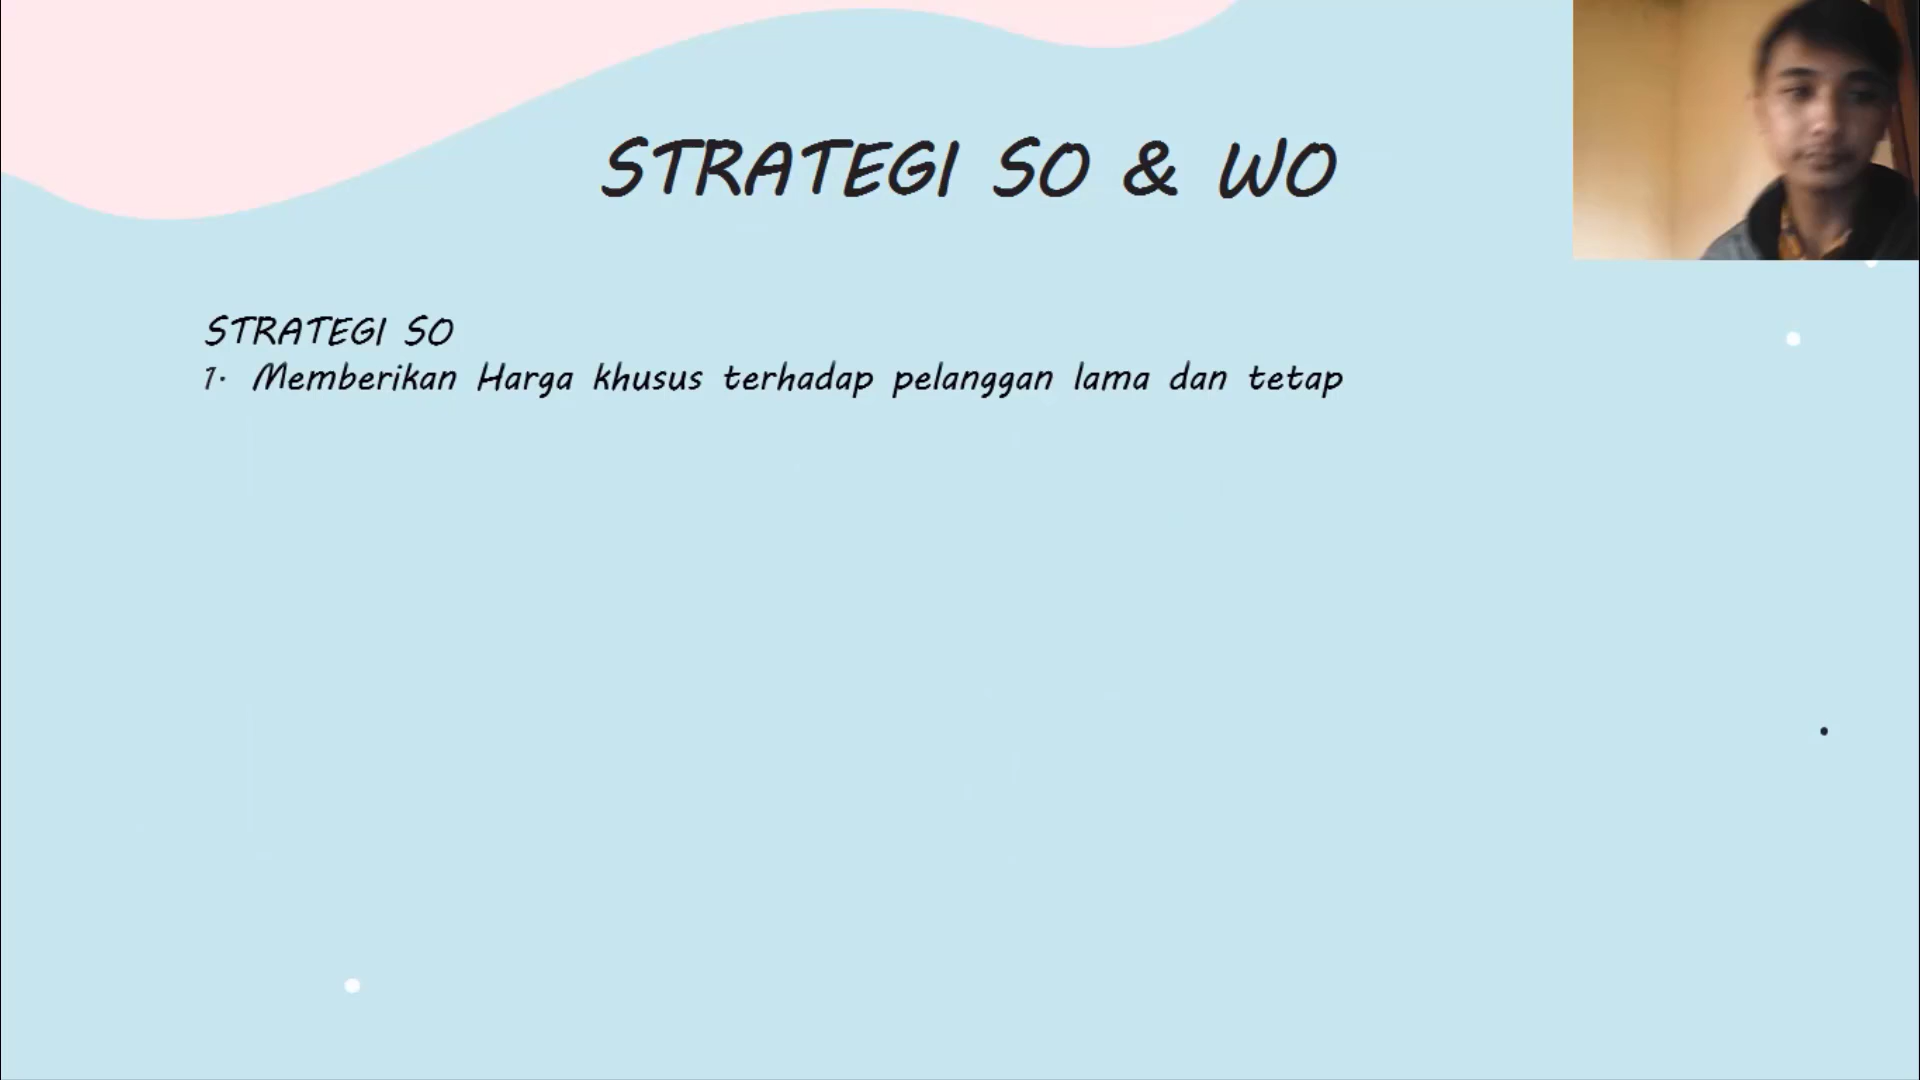 STRATEGI SO & WO
STRATEGI SO
1. Memberikan Harga khusus terhadap pelanggan lama dan tetap